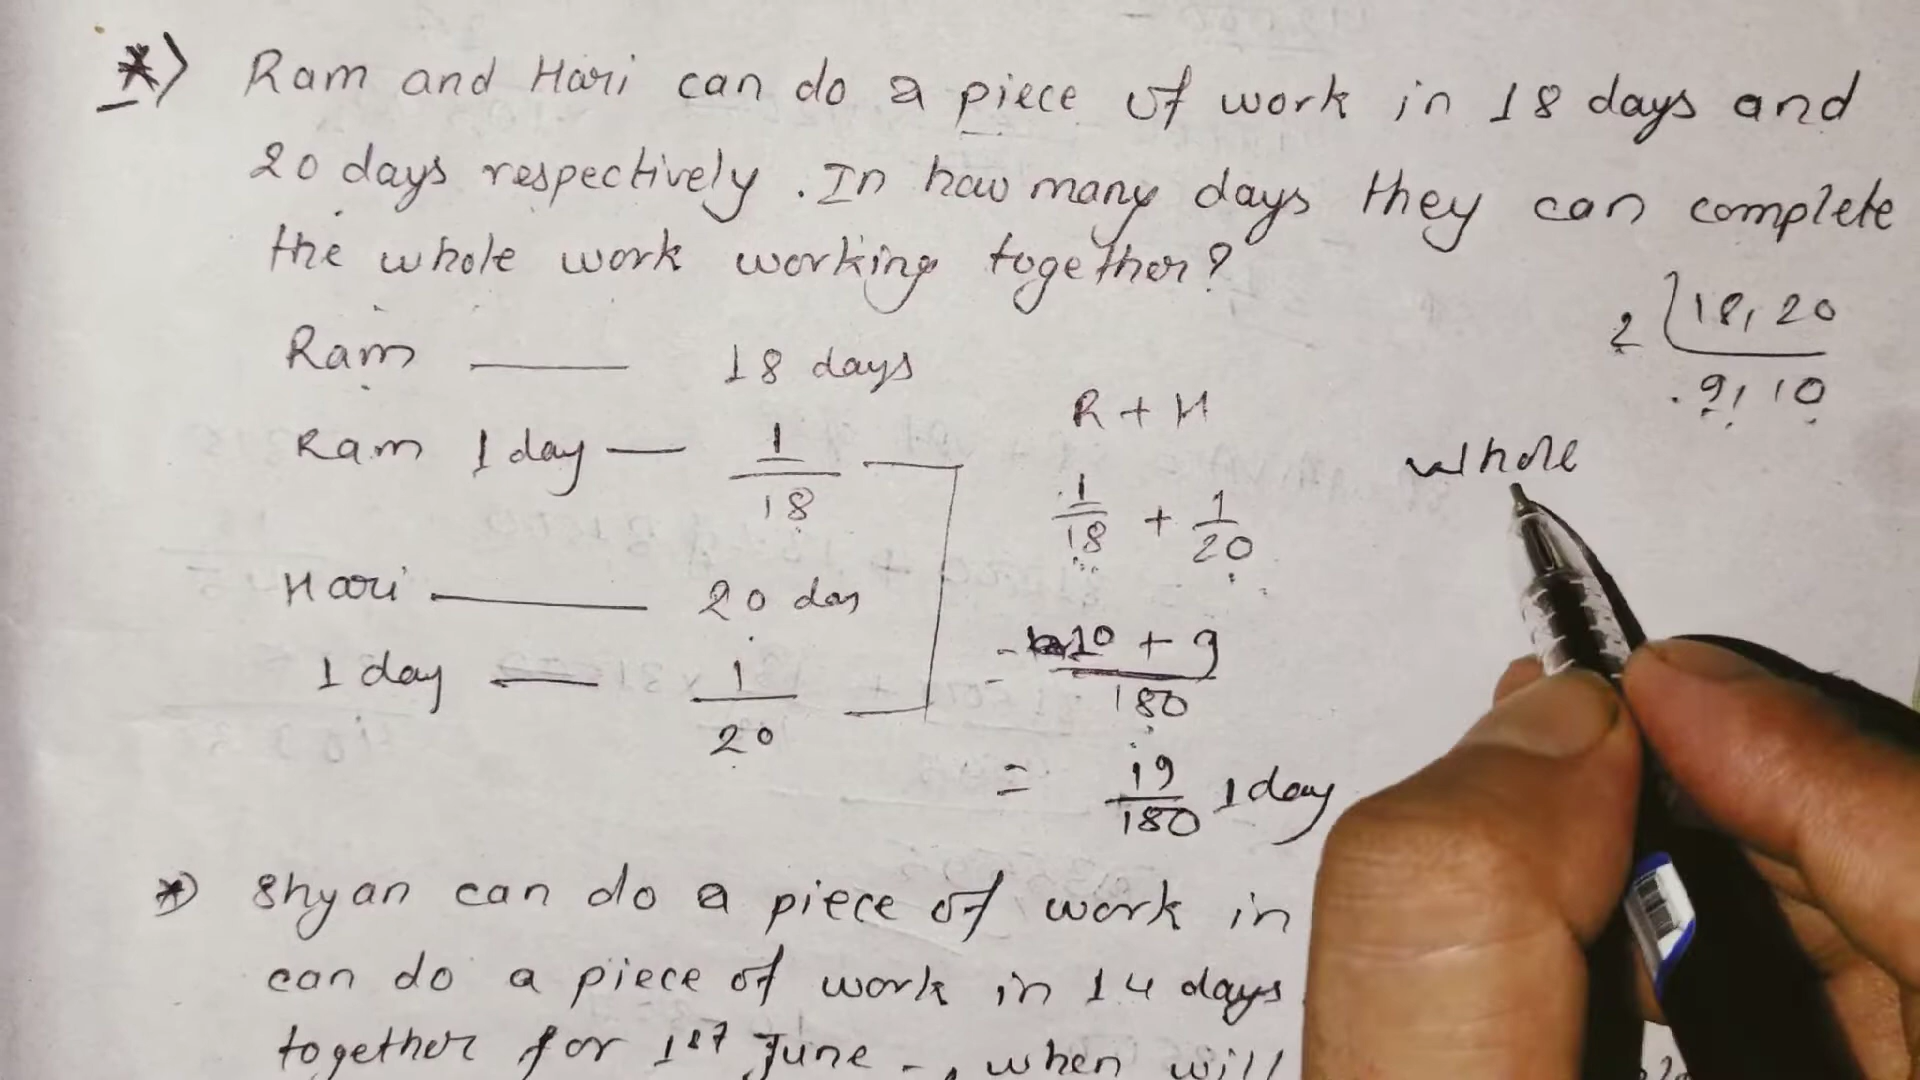 *) Ram and Hari can do a piece of work in 18 days and
20 days respectively. In how many days they can complete
the whole work working together?
Ram — 18 days
Ram 1 day — 1/18
Hari — 20 day
1 day = 1/20
R + H
1/18 + 1/20
= 10 + 9 / 180
= 19/180 1 day
2 ) 18, 20
9, 10
whole
*) Shyan can do a piece of work in
can do a piece of work in 14 days
together for 1st June -, when will